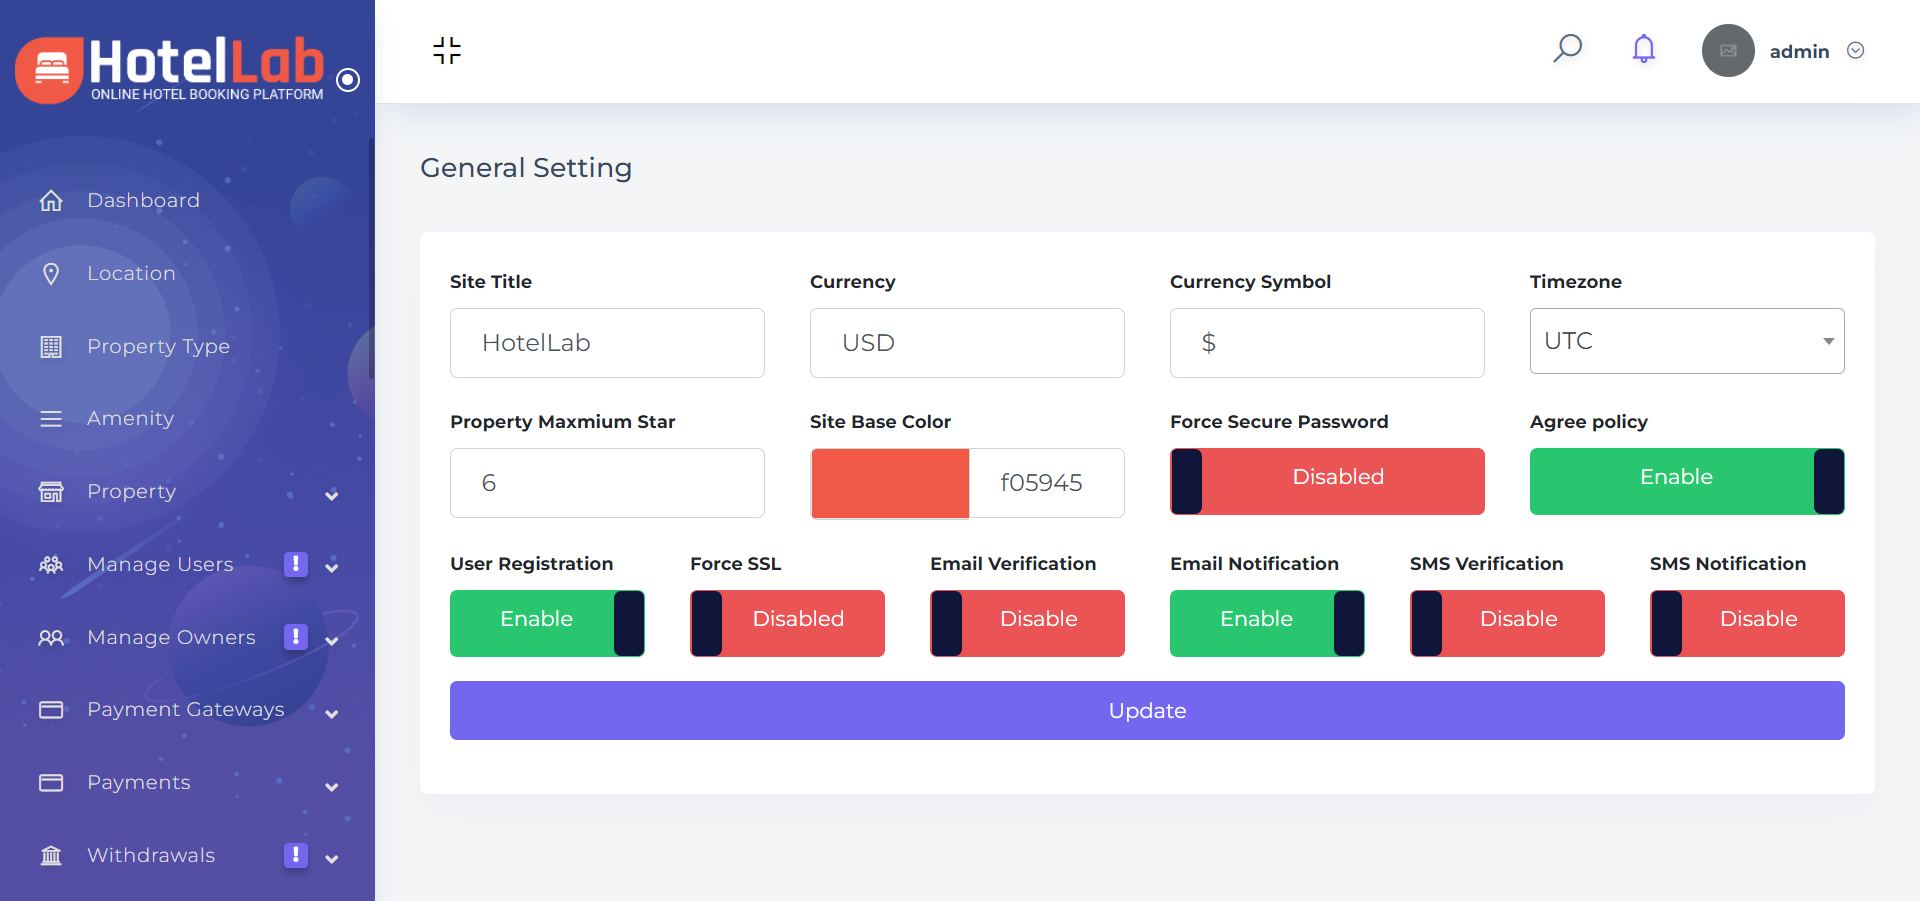 HotelLab
ONLINE HOTEL BOOKING PLATFORM
admin
Dashboard
Location
Property Type
Amenity
Property
Manage Users !
Manage Owners !
Payment Gateways
Payments
Withdrawals !
General Setting
Site Title Currency Currency Symbol Timezone
HotelLab USD $ UTC
Property Maxmium Star Site Base Color Force Secure Password Agree policy
6 f05945 Disabled Enable
User Registration Force SSL Email Verification Email Notification SMS Verification SMS Notification
Enable Disabled Disable Enable Disable Disable
Update